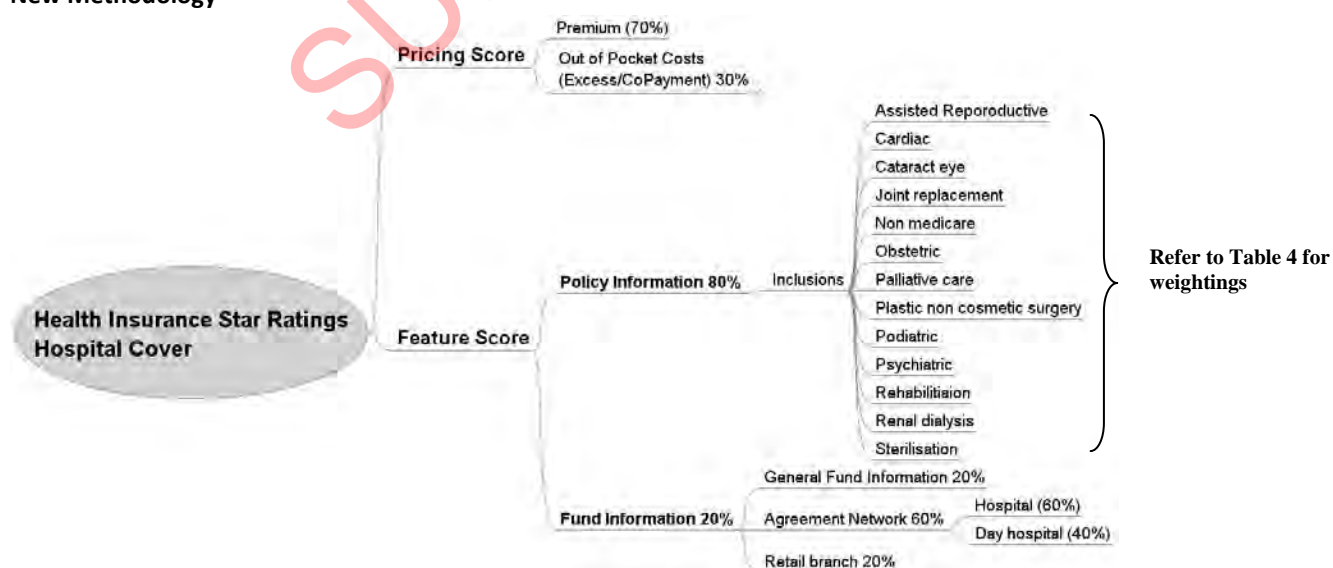 New Methodology
Premium (70%)
Pricing Score
Out of Pocket Costs
(Excess/CoPayment) 30%
Assisted Reporoductive
Cardiac
Cataract eye
Joint replacement
Non medicare
Obstetric
Policy Information 80%
Inclusions
Palliative care
Plastic non cosmetic surgery
Podiatric
Psychiatric
Rehabilitiaion
Renal dialysis
Sterilisation
Refer to Table 4 for
weightings
Health Insurance Star Ratings
Hospital Cover
Feature Score
General Fund Information 20%
Fund Information 20%
Agreement Network 60%
Hospital (60%)
Day hospital (40%)
Retail branch 20%
SU